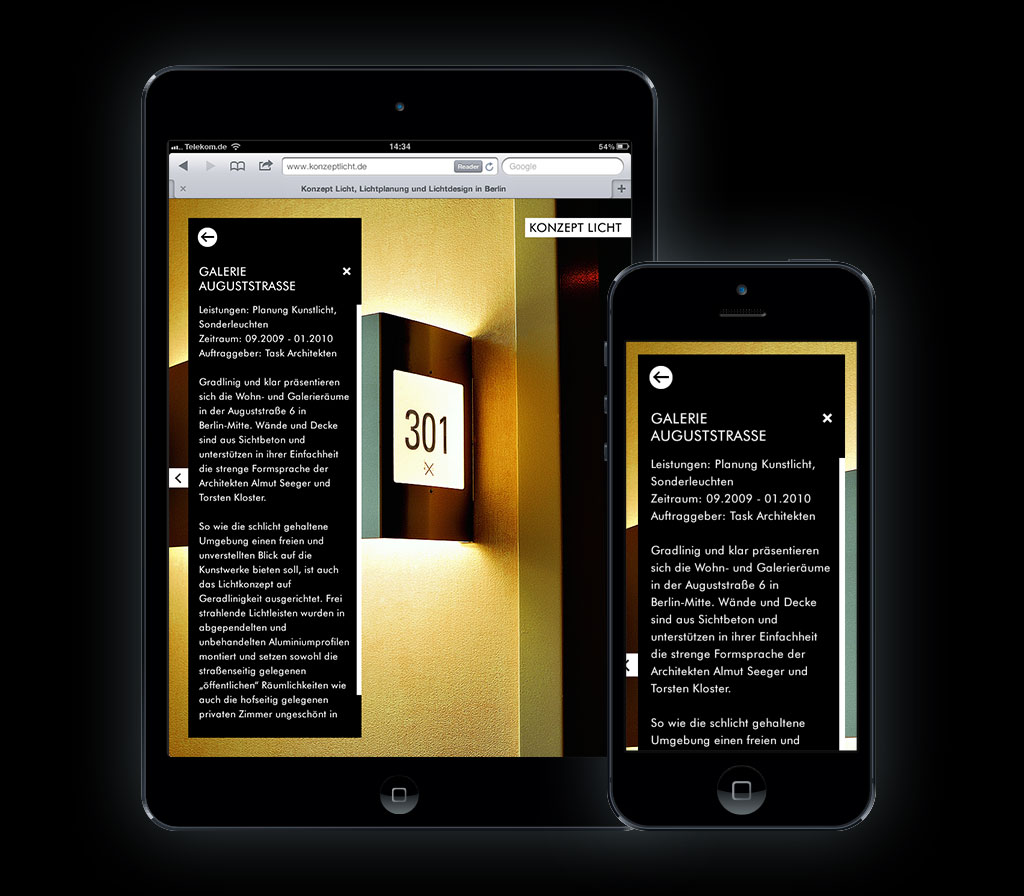 Telekom.de
14:34
54%
www.konzeptlicht.de
Reader
Google
Konzept Licht, Lichtplanung und Lichtdesign in Berlin
KONZEPT LICHT
GALERIE
AUGUSTSTRASSE
Leistungen: Planung Kunstlicht,
Sonderleuchten
Zeitraum: 09.2009 - 01.2010
Auftraggeber: Task Architekten
Gradlinig und klar präsentieren
sich die Wohn- und Galerieräume
in der Auguststraße 6 in
Berlin-Mitte. Wände und Decke
sind aus Sichtbeton und
unterstützen in ihrer Einfachheit
die strenge Formsprache der
Architekten Almut Seeger und
Torsten Kloster.
So wie die schlicht gehaltene
Umgebung einen freien und
unverstellten Blick auf die
Kunstwerke bieten soll, ist auch
das Lichtkonzept auf
Geradlinigkeit ausgerichtet. Frei
strahlende Lichtleisten wurden in
abgependelten und
unbehandelten Aluminiumprofilen
montiert und setzen sowohl die
straßenseitig gelegenen
„öffentlichen“ Räumlichkeiten wie
auch die hofseitig gelegenen
privaten Zimmer ungeschönt in
301
GALERIE
AUGUSTSTRASSE
Leistungen: Planung Kunstlicht,
Sonderleuchten
Zeitraum: 09.2009 - 01.2010
Auftraggeber: Task Architekten
Gradlinig und klar präsentieren
sich die Wohn- und Galerieräume
in der Auguststraße 6 in
Berlin-Mitte. Wände und Decke
sind aus Sichtbeton und
unterstützen in ihrer Einfachheit
die strenge Formsprache der
Architekten Almut Seeger und
Torsten Kloster.
So wie die schlicht gehaltene
Umgebung einen freien und